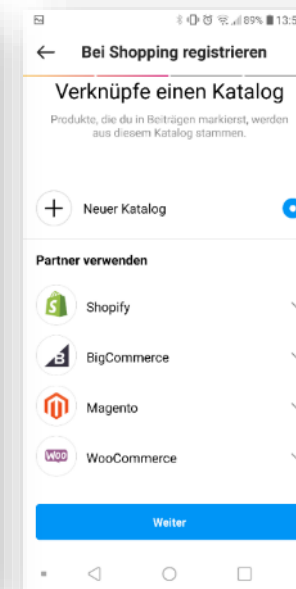 89% 13:5
Bei Shopping registrieren
Verknüpfe einen Katalog
Produkte, die du in Beiträgen markierst, werden
aus diesem Katalog stammen.
Neuer Katalog
Partner verwenden
Shopify
BigCommerce
Magento
WOO
WooCommerce
Weiter